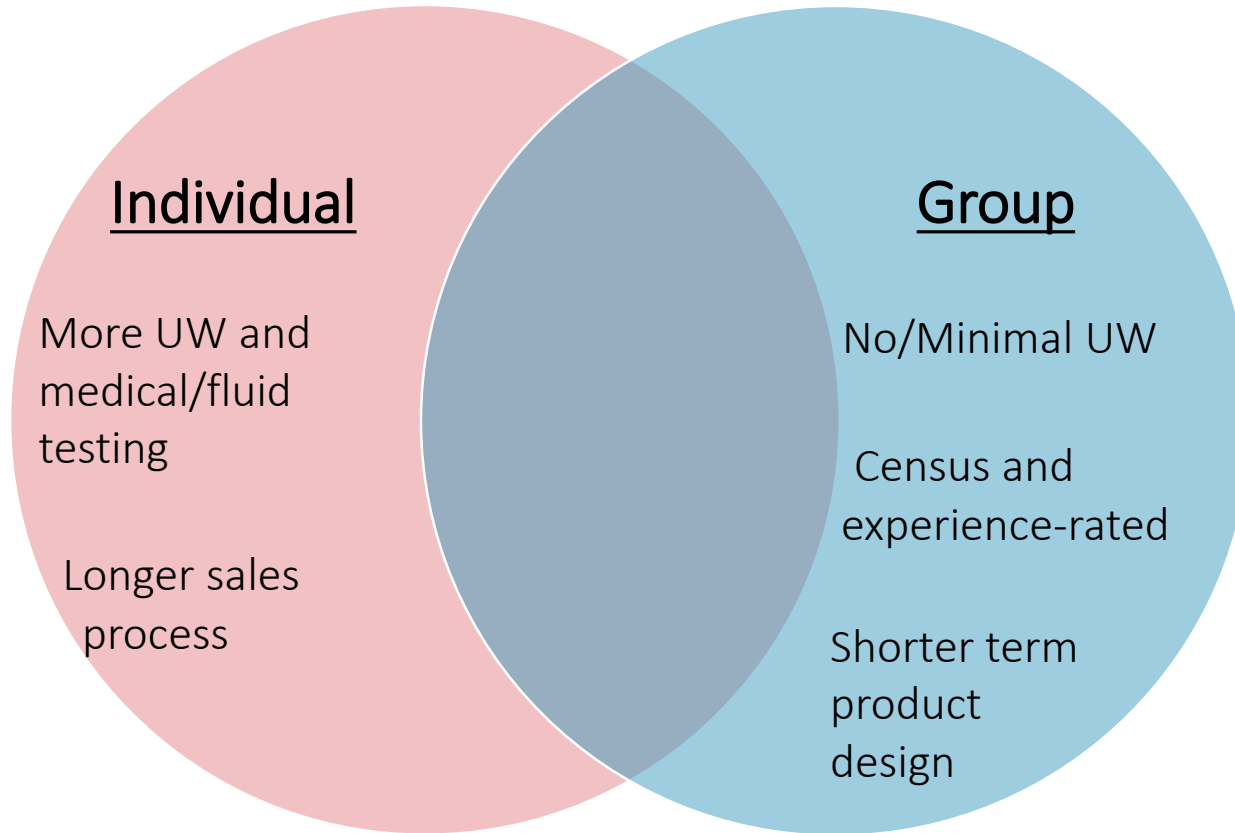 Individual
More UW and
medical/fluid
testing
Longer sales
process
Group
No/Minimal UW
Census and
experience-rated
Shorter term
product
design